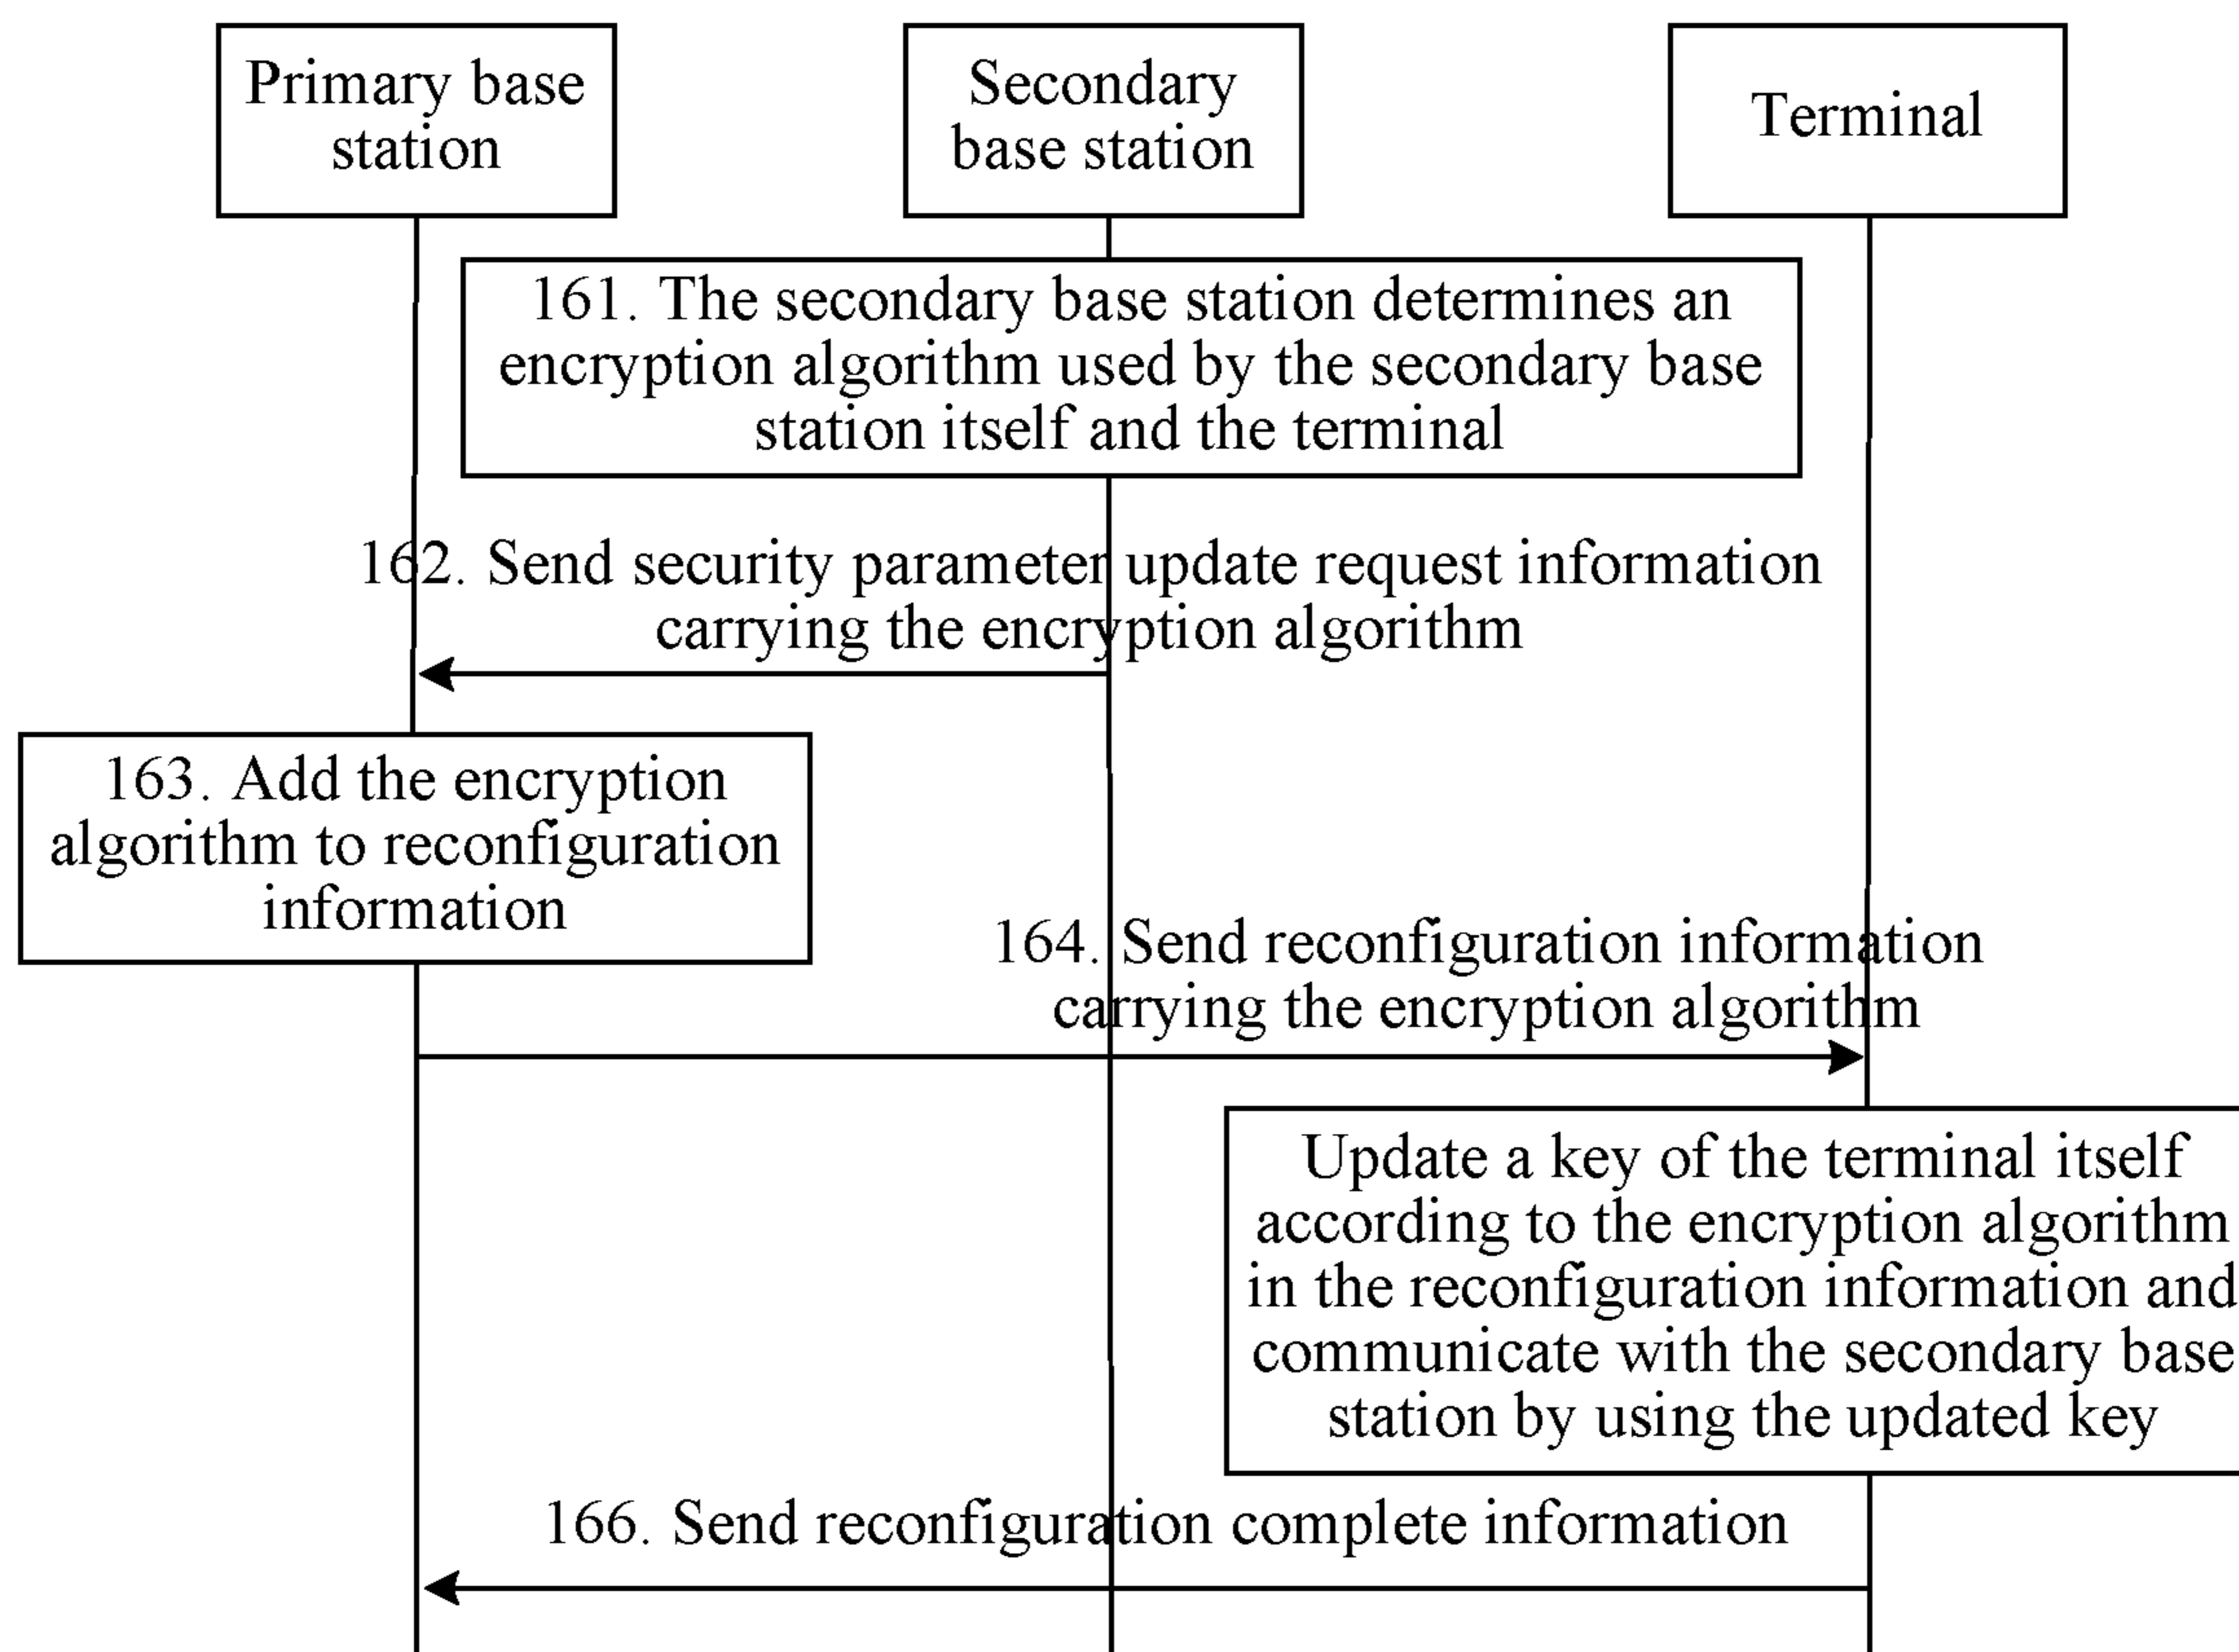 Primary base
station
Secondary
base station
Terminal
161. The secondary base station determines an
encryption algorithm used by the secondary base
station itself and the terminal
162. Send security parameter update request information
carrying the encryption algorithm
163. Add the encryption
algorithm to reconfiguration
information
164. Send reconfiguration information
carrying the encryption algorithm
Update a key of the terminal itself
according to the encryption algorithm
in the reconfiguration information and
communicate with the secondary base
station by using the updated key
166. Send reconfiguration complete information